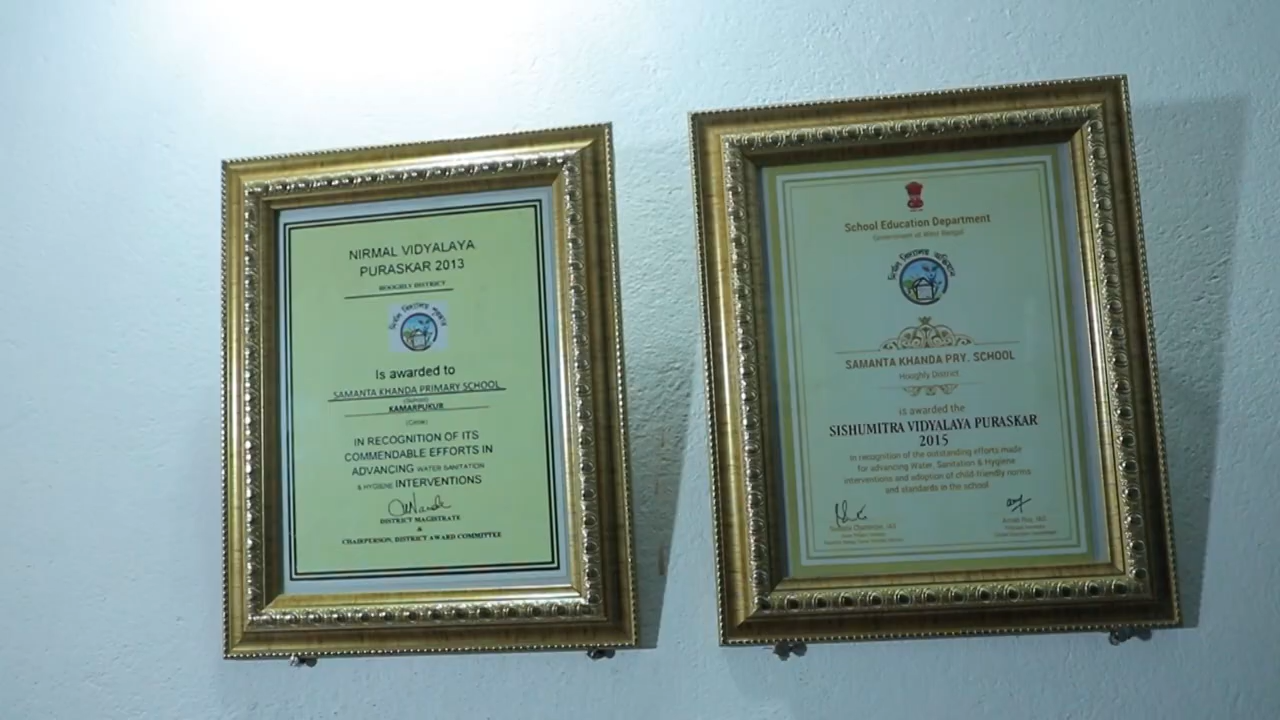 NIRMAL VIDYALAYA
PURASKAR 2013
HOOGHLY DISTRICT
Is awarded to
SAMANTA KHANDA PRIMARY SCHOOL
(School)
KAMARPUKUR
(Circle)
IN RECOGNITION OF ITS
COMMENDABLE EFFORTS IN
ADVANCING WATER SANITATION
& HYGIENE INTERVENTIONS
DISTRICT MAGISTRATE
&
CHAIRPERSON, DISTRICT AWARD COMMITTEE
School Education Department
Government of West Bengal
SAMANTA KHANDA PRY. SCHOOL
Hooghly District
is awarded the
SISHUMITRA VIDYALAYA PURASKAR
2015
in recognition of the outstanding efforts made
for advancing Water, Sanitation & Hygiene
interventions and adoption of child-friendly norms
and standards in the school